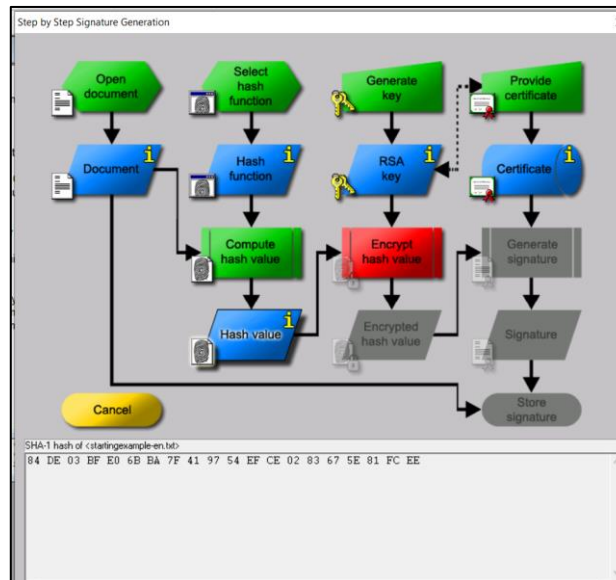 Step by Step Signature Generation
Open
document
Select
hash
function
Generate
key
Provide
certificate
Document
i
Hash
function
i
RSA
key
i
Certificate
i
Compute
hash value
Encrypt
hash value
Generate
signature
Hash value
i
Encrypted
hash value
Signature
Cancel
Store
signature
SHA-1 hash of <startingexample-en.txt>
84 DE 03 BF E0 6B BA 7F 41 97 54 EF CE 02 83 67 5E 81 FC EE